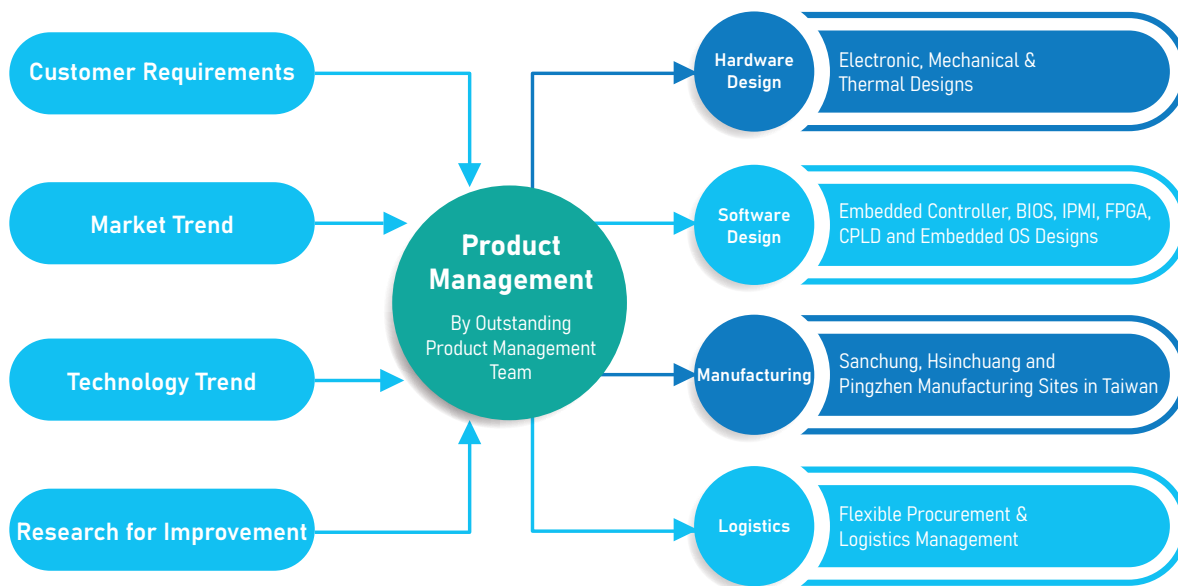 Customer Requirements
Market Trend
Technology Trend
Research for Improvement
Product
Management
By Outstanding
Product Management
Team
Hardware
Design
Electronic, Mechanical &
Thermal Designs
Software
Design
Embedded Controller, BIOS, IPMI, FPGA,
CPLD and Embedded OS Designs
Manufacturing
Sanchung, Hsinchuang and
Pingzhen Manufacturing Sites in Taiwan
Logistics
Flexible Procurement &
Logistics Management